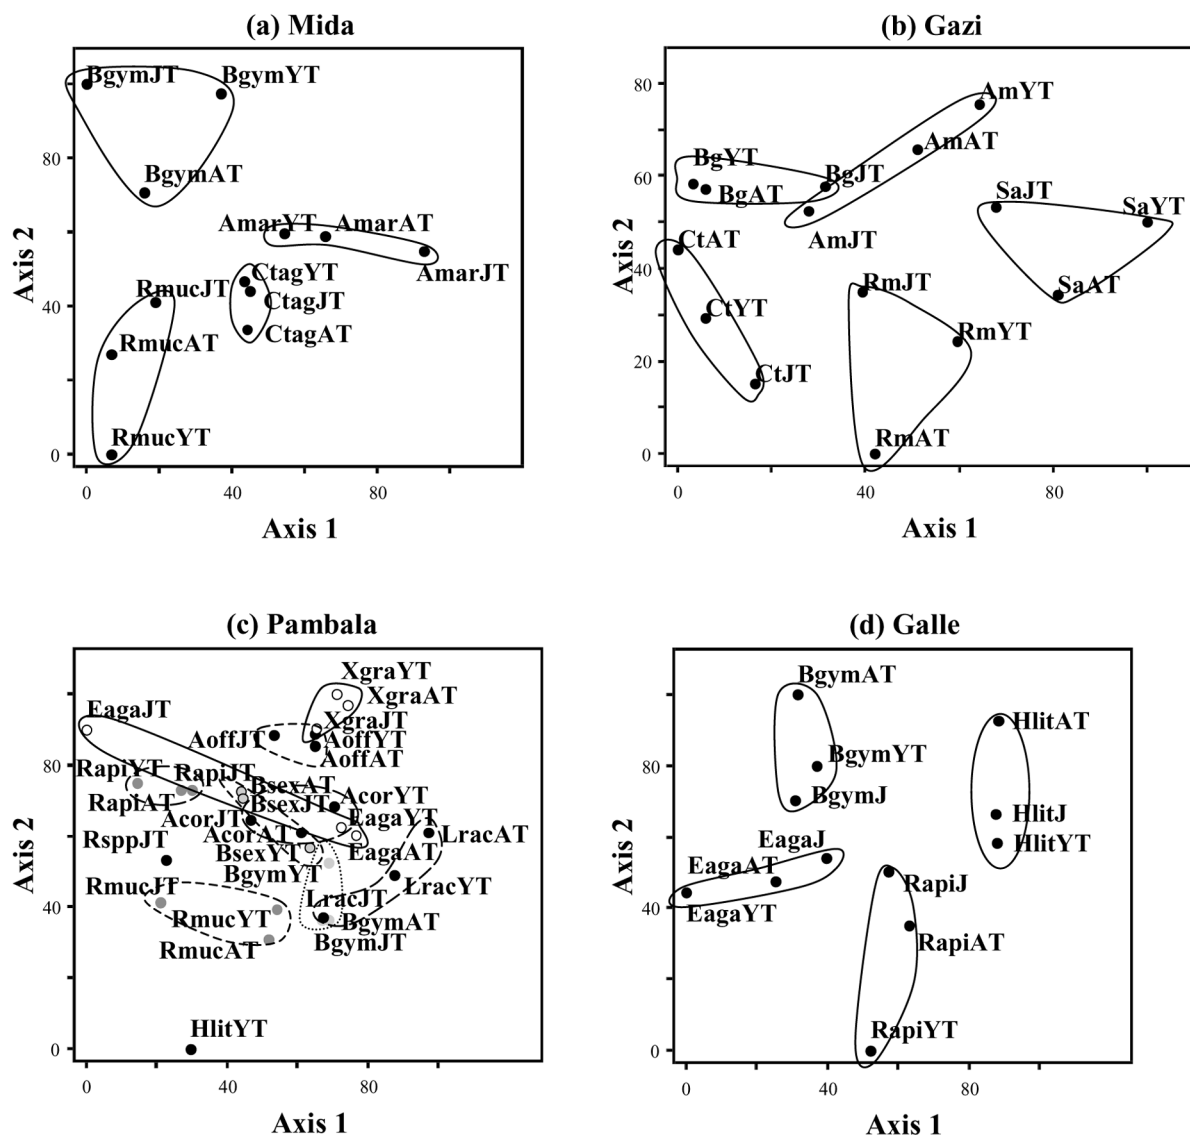 (a) Mida
BgymJT
BgymYT
80
BgymAT
AmarYT
AmarAT
AmarJT
CtagYT
RmucJT
CtagJT
40
CtagAT
RmucAT
RmucYT
0
Axis 2
0
40
80
Axis 1
(b) Gazi
80
AmYT
AmAT
BgYT
BgJT
60
BgAT
SaJT
SaYT
AmJT
CtAT
40
RmJT
SaAT
CtYT
RmYT
20
CtJT
RmAT
0
Axis 2
0
40
80
Axis 1
(c) Pambala
XgraYT
XgraAT
EagaJT
XgraJT
AoffJT
AoffYT
AoffAT
80
RapiYT
RapiJT
BsexAT
RapiAT
BsexJT
AcorYT
AcorJT
EagaYT
RsppJT
AcorAT
LracAT
BsexYT
EagaAT
BgymYT
RmucJT
LracYT
LracJT
40
RmucYT
BgymAT
RmucAT
BgymJT
HlitYT
0
Axis 2
0
40
80
Axis 1
(d) Galle
BgymAT
HlitAT
BgymYT
80
BgymJ
HlitJ
EagaJ
HlitYT
EagaAT
RapiJ
40
EagaYT
RapiAT
RapiYT
0
Axis 2
0
40
80
Axis 1